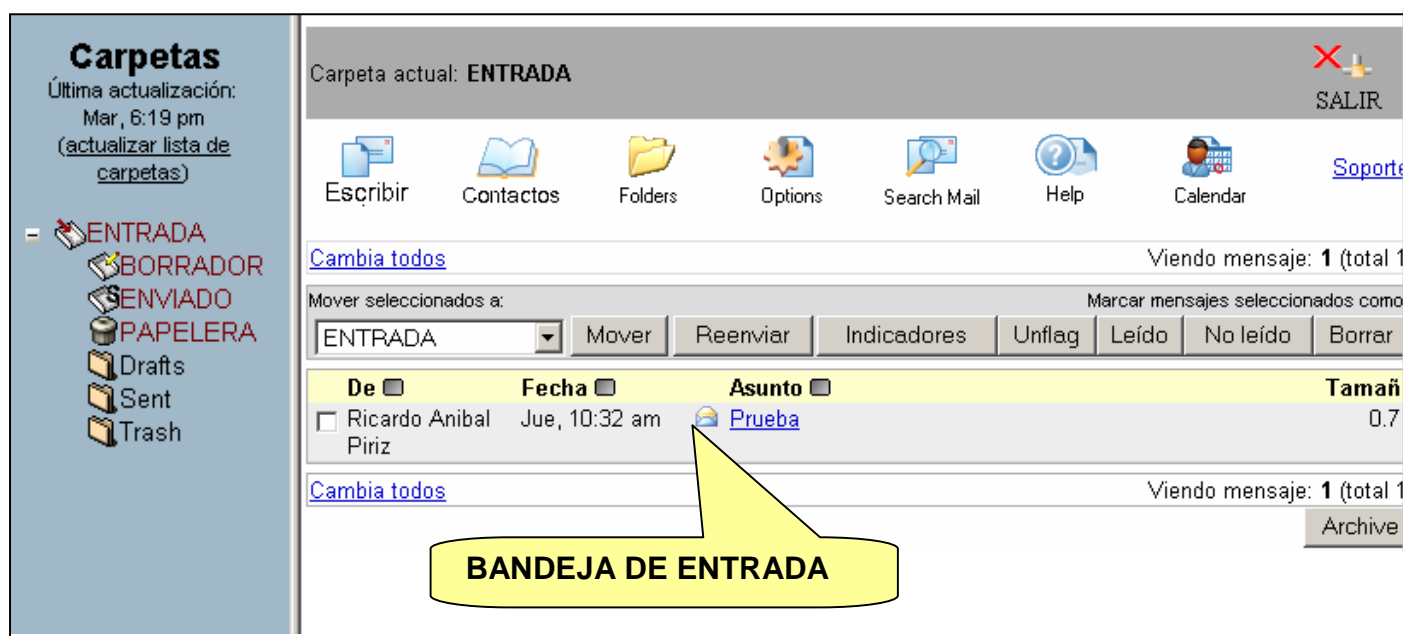 Carpetas
Última actualización:
Mar, 6:19 pm
(actualizar lista de
carpetas)
ENTRADA
BORRADOR
ENVIADO
PAPELERA
Drafts
Sent
Trash
Carpeta actual: ENTRADA
SALIR
Escribir Contactos Folders Options Search Mail Help Calendar Soporte
Cambia todos Viendo mensaje: 1 (total 1
Mover seleccionados a: Marcar mensajes seleccionados como
ENTRADA Mover Reenviar Indicadores Unflag Leído No leído Borrar
De Fecha Asunto Tamañ
Ricardo Anibal Jue, 10:32 am Prueba 0.7
Piriz
Cambia todos Viendo mensaje: 1 (total 1
Archive
BANDEJA DE ENTRADA